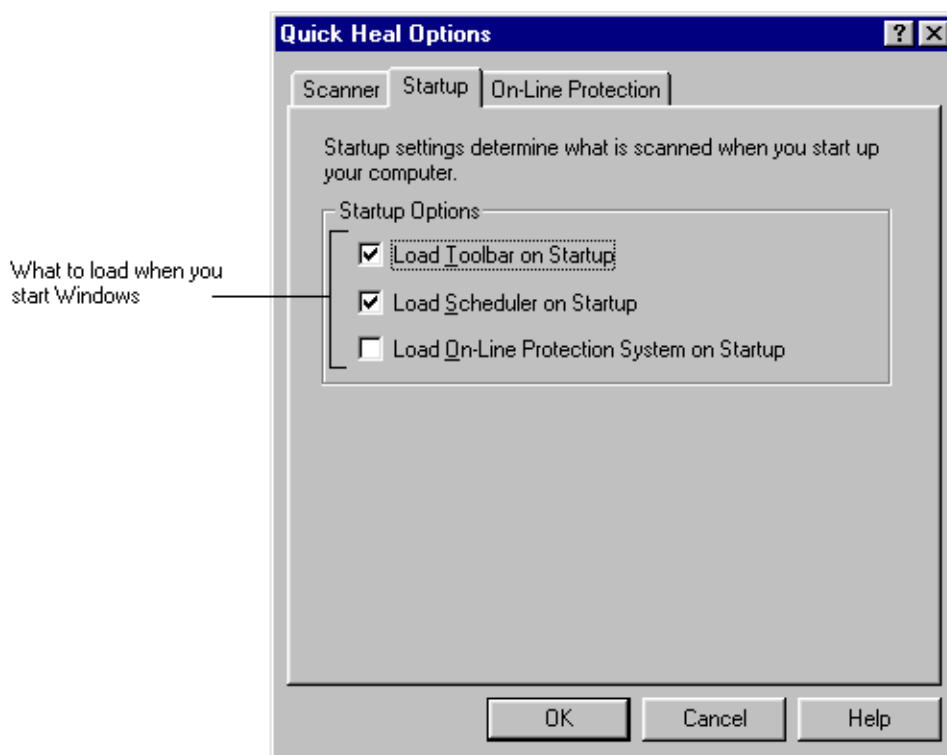 Quick Heal Options
Scanner Startup On-Line Protection
Startup settings determine what is scanned when you start up
your computer.
Startup Options
Load Toolbar on Startup
Load Scheduler on Startup
Load On-Line Protection System on Startup
What to load when you
start Windows
OK Cancel Help